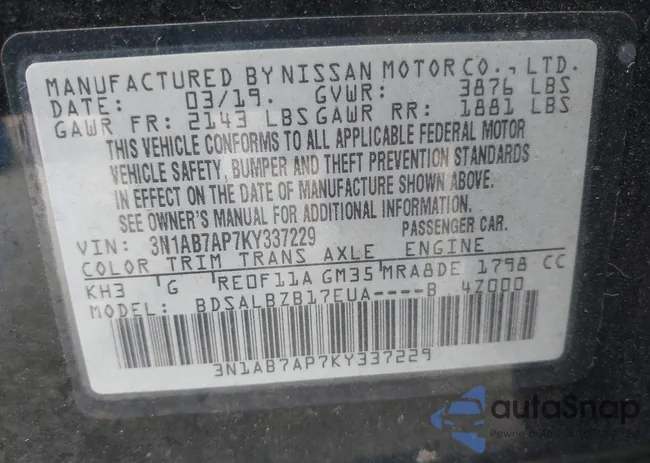 MANUFACTURED BY NISSAN MOTOR CO., LTD.
DATE: 03/19. GVWR: 3876 LBS
GAWR FR: 2143 LBS GAWR RR: 1881 LBS
THIS VEHICLE CONFORMS TO ALL APPLICABLE FEDERAL MOTOR
VEHICLE SAFETY, BUMPER AND THEFT PREVENTION STANDARDS
IN EFFECT ON THE DATE OF MANUFACTURE SHOWN ABOVE.
SEE OWNER'S MANUAL FOR ADDITIONAL INFORMATION.
VIN: 3N1AB7AP7KY337229 PASSENGER CAR.
COLOR TRIM TRANS AXLE ENGINE
KH3 G RE0F11A GM35 MRA8DE 1798 CC
MODEL: BDSALBZB17EUA----B 4Z000
3N1AB7AP7KY337229
autoSnap
Pewne auto